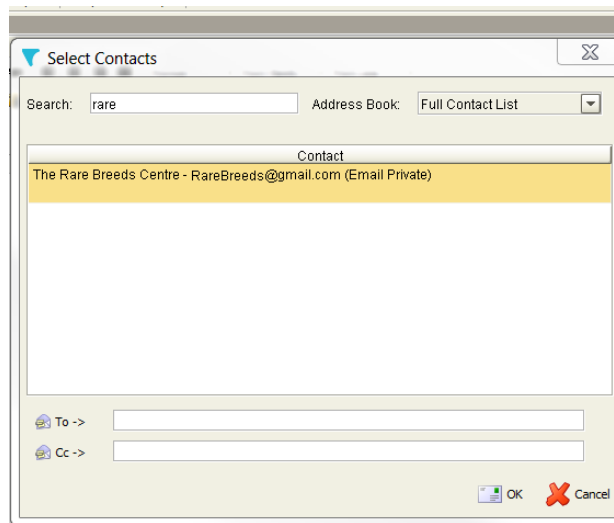 Select Contacts
Search: rare Address Book: Full Contact List
Contact
The Rare Breeds Centre - RareBreeds@gmail.com (Email Private)
To ->
Cc ->
OK Cancel